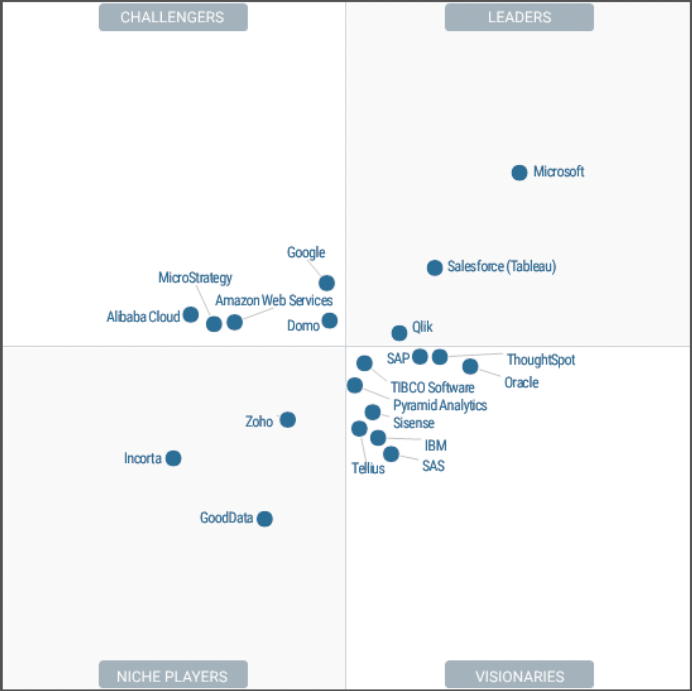 CHALLENGERS
LEADERS
Microsoft
Google
Salesforce (Tableau)
MicroStrategy
Amazon Web Services
Alibaba Cloud
Domo
Qlik
SAP
ThoughtSpot
Oracle
TIBCO Software
Pyramid Analytics
Sisense
Zoho
IBM
Incorta
SAS
Tellius
GoodData
NICHE PLAYERS
VISIONARIES